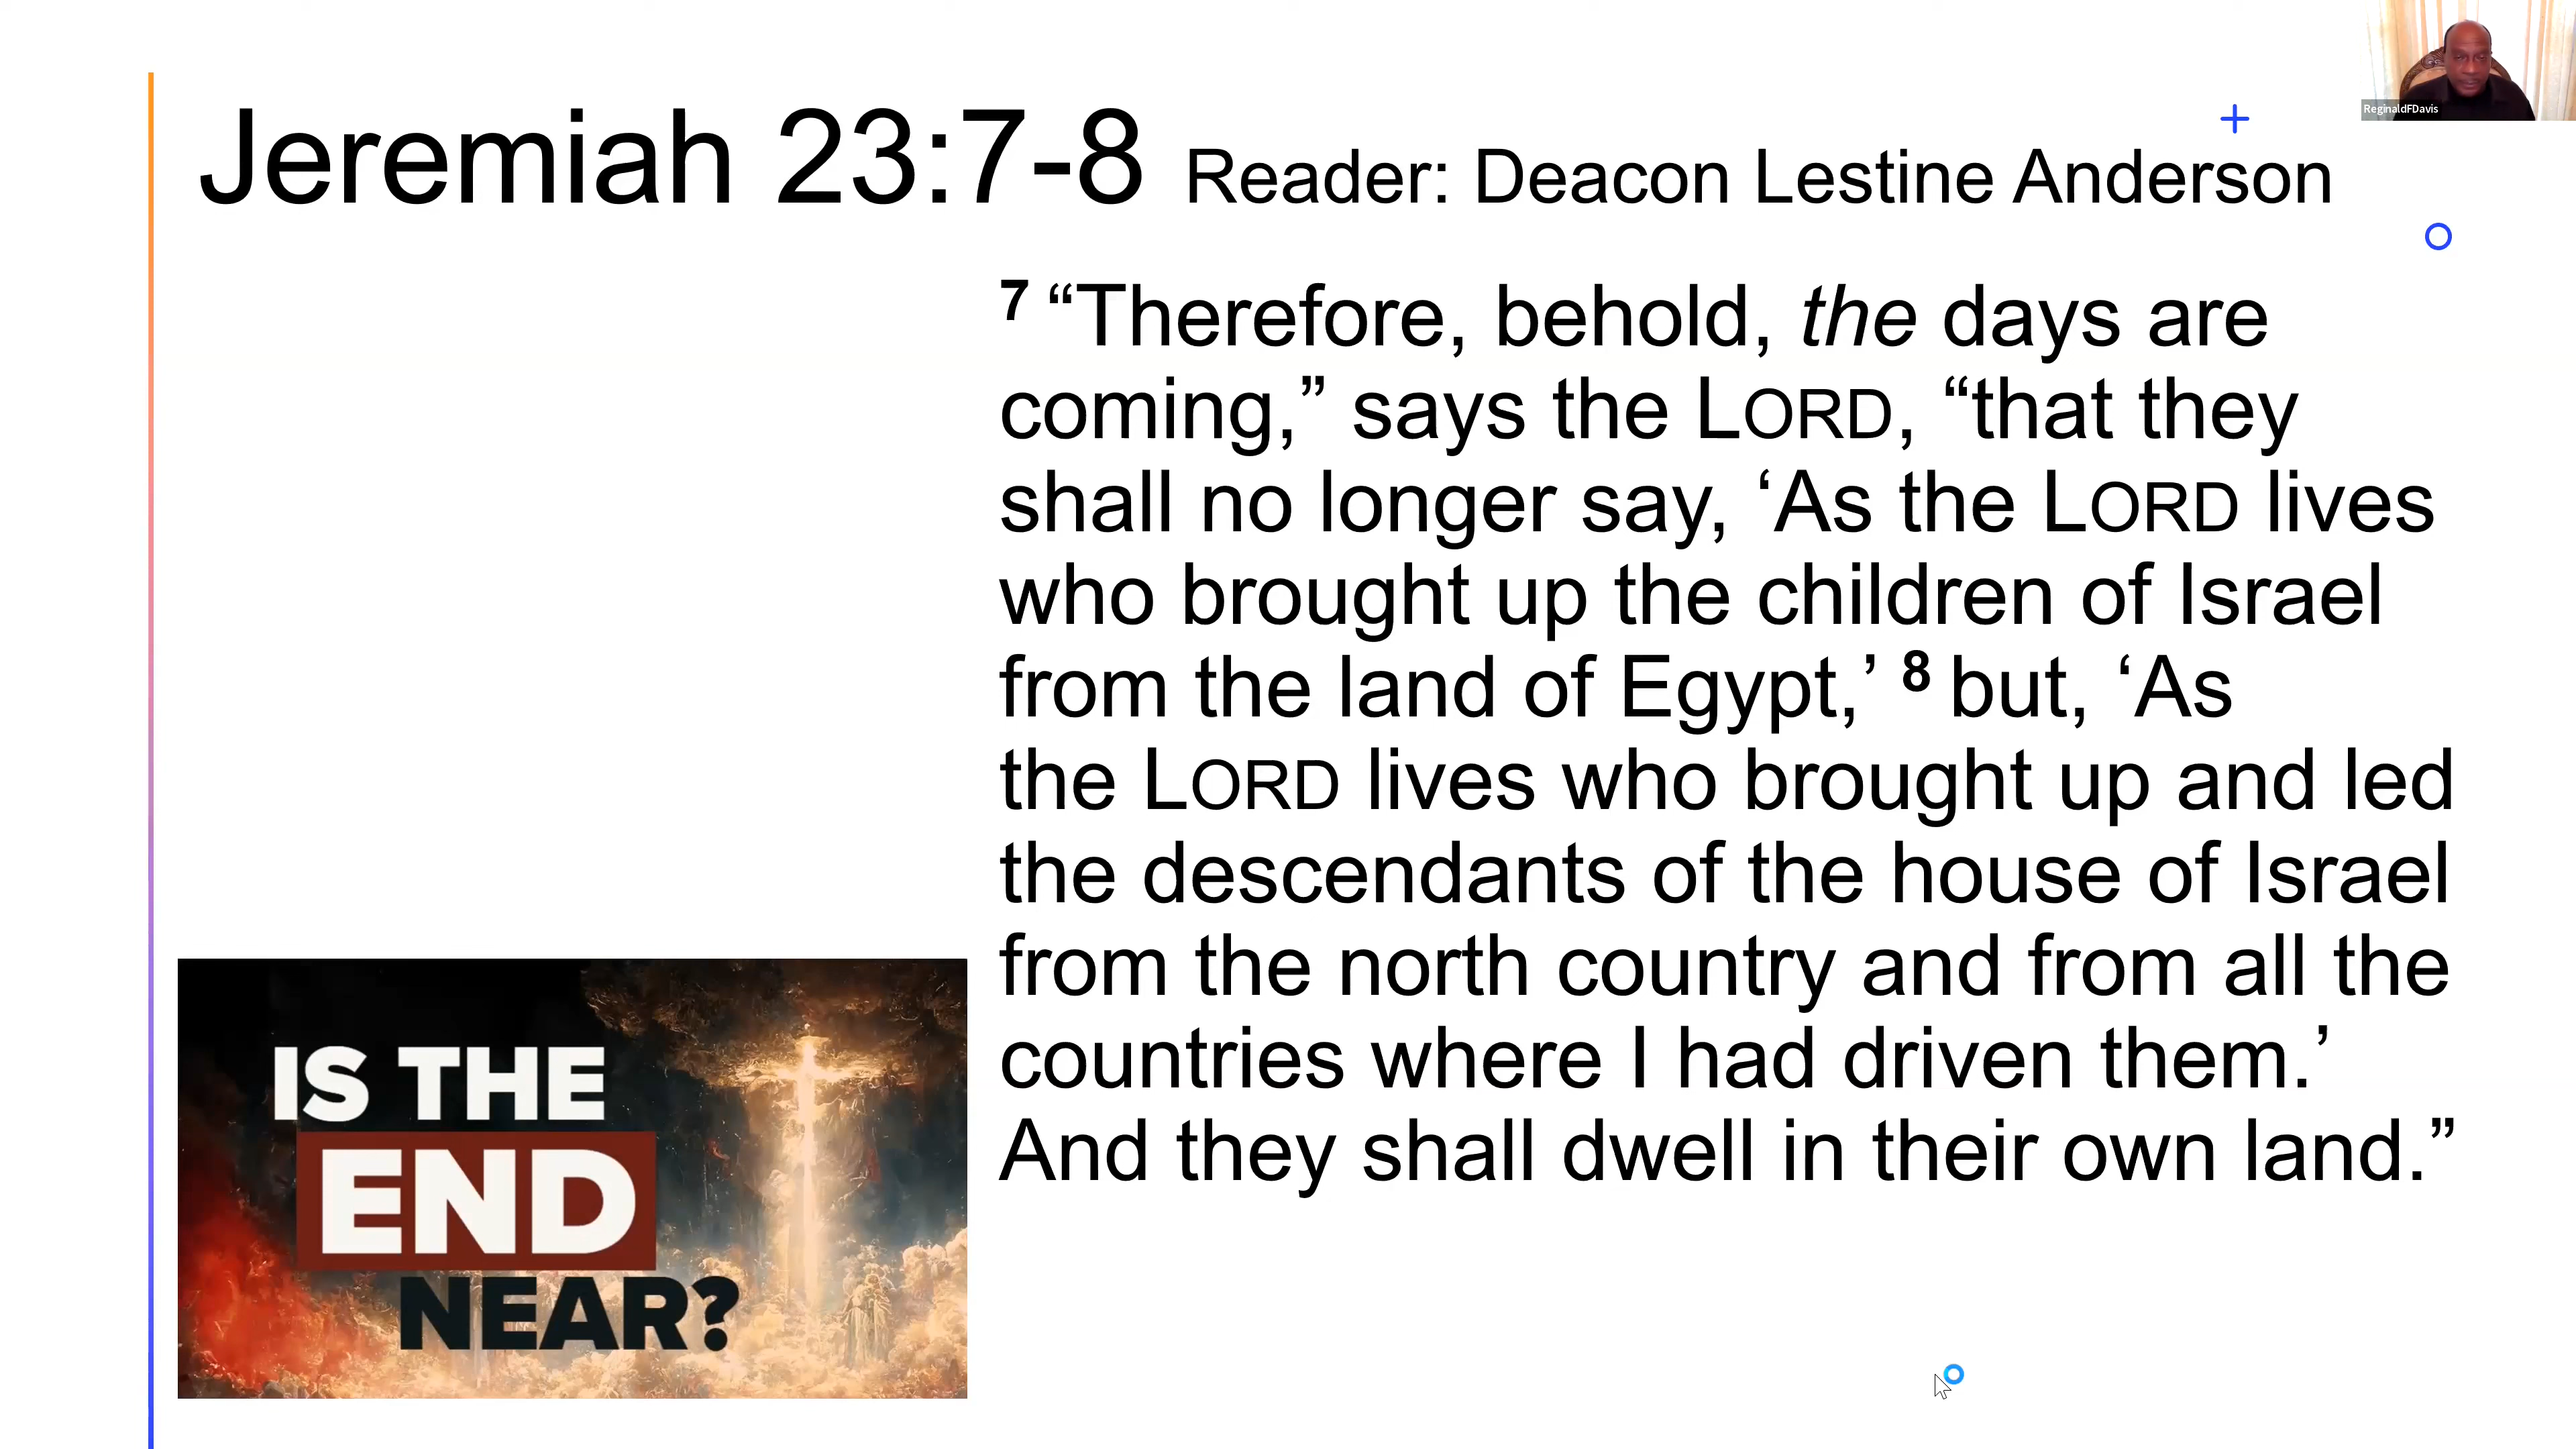 ReginaldFDavis
Jeremiah 23:7-8 Reader: Deacon Lestine Anderson
7 “Therefore, behold, the days are
coming,” says the LORD, “that they
shall no longer say, ‘As the LORD lives
who brought up the children of Israel
from the land of Egypt,’ 8 but, ‘As
the LORD lives who brought up and led
the descendants of the house of Israel
from the north country and from all the
countries where I had driven them.’
And they shall dwell in their own land.”
IS THE
END
NEAR?